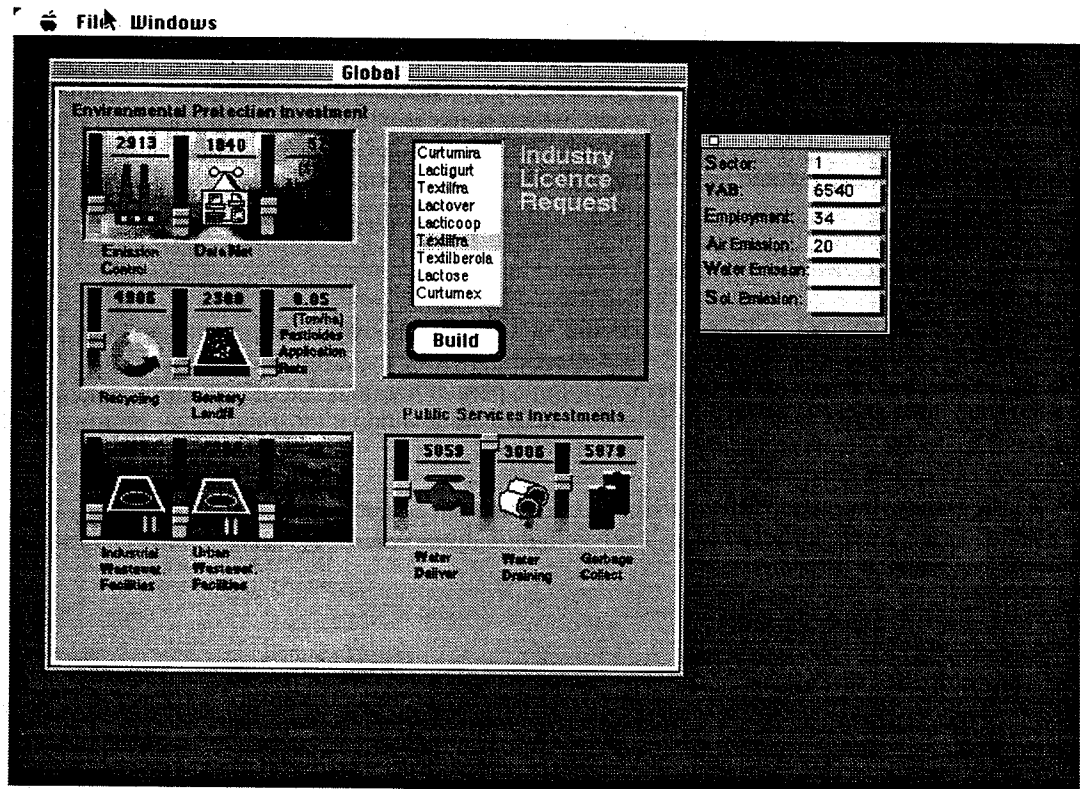 File Windows
Global
Environmental Protection Investment
2913 1840
Emission
Control
Data Net
Curtumira
Lactigurt
Textilfra
Lactover
Lacticoop
Textilfra
Textilberola
Lactose
Curtumex
Industry
Licence
Request
Build
2300 0.05
(Ton/ha)
Pesticides
Application
Rate
Recycling
Sanitary
Landfill
Public Services Investments
5059 3006 5079
Industrial
Wastewat.
Facilities
Urban
Wastewat.
Facilities
Water
Deliver
Water
Draining
Garbage
Collect
Sector: 1
VAB: 6540
Employment: 34
Air Emission: 20
Water Emission:
Sol. Emission: